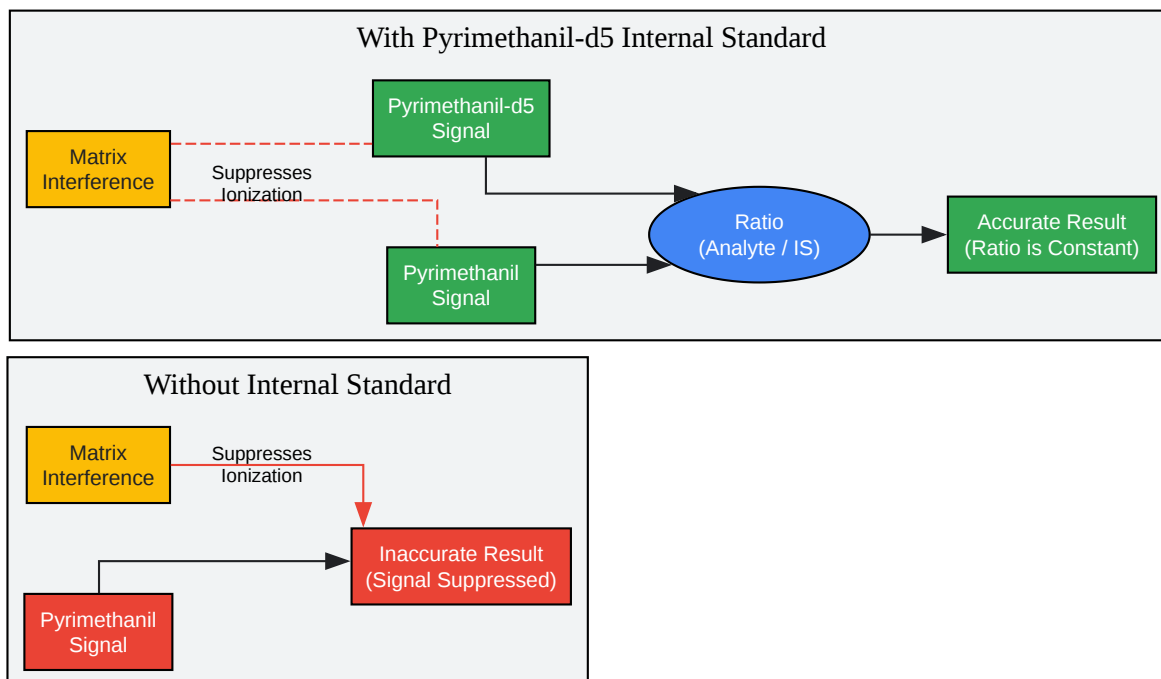 With Pyrimethanil-d5 Internal Standard
Pyrimethanil-d5
Signal
Matrix
Interference
Suppresses
Ionization
Ratio
(Analyte / IS)
Accurate Result
(Ratio is Constant)
Pyrimethanil
Signal
Without Internal Standard
Matrix
Interference
Suppresses
Ionization
Inaccurate Result
(Signal Suppressed)
Pyrimethanil
Signal